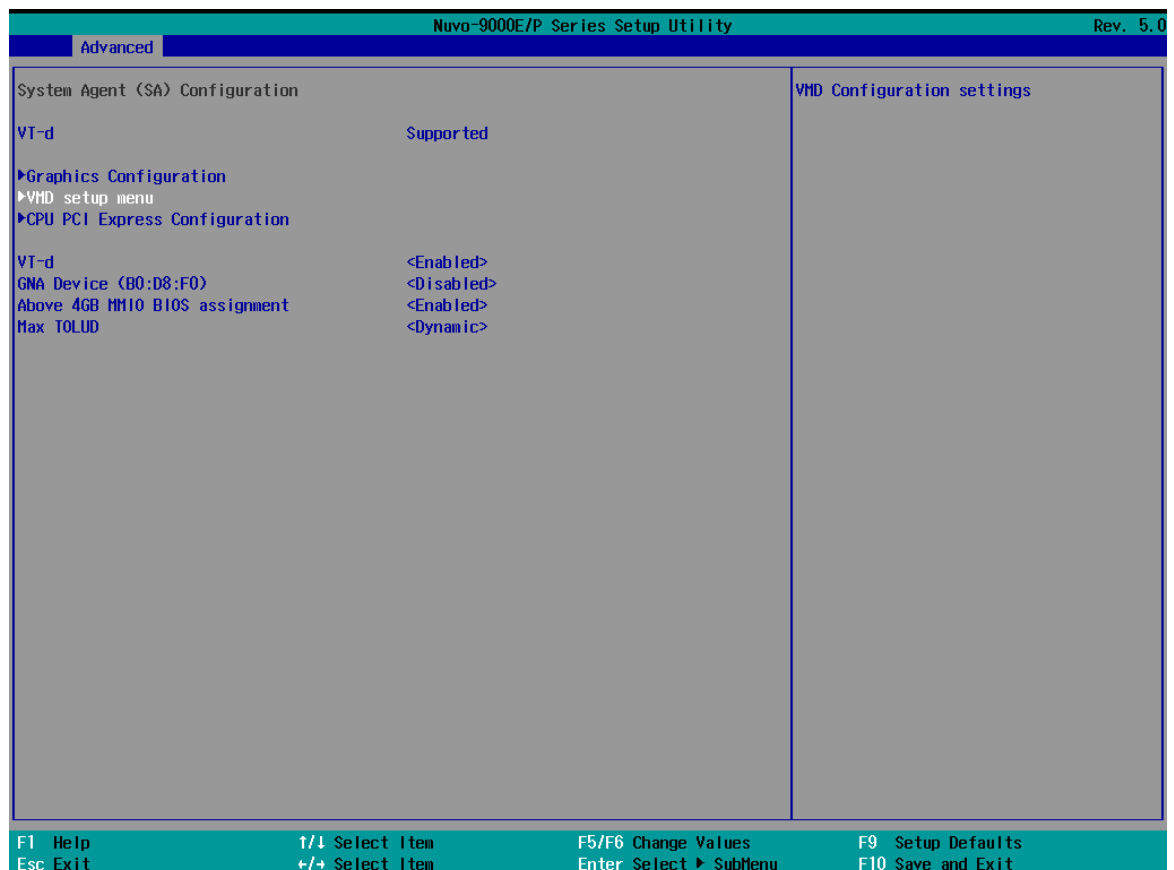 Nuvo-9000E/P Series Setup Utility Rev. 5.0
Advanced
System Agent (SA) Configuration
VMD Configuration settings
VT-d Supported
▶Graphics Configuration
▶VMD setup menu
▶CPU PCI Express Configuration
VT-d <Enabled>
GNA Device (B0:D8:F0) <Disabled>
Above 4GB MMIO BIOS assignment <Enabled>
Max TOLUD <Dynamic>
F1 Help ↑/↓ Select Item F5/F6 Change Values F9 Setup Defaults
Esc Exit ←/→ Select Item Enter Select ▶ SubMenu F10 Save and Exit